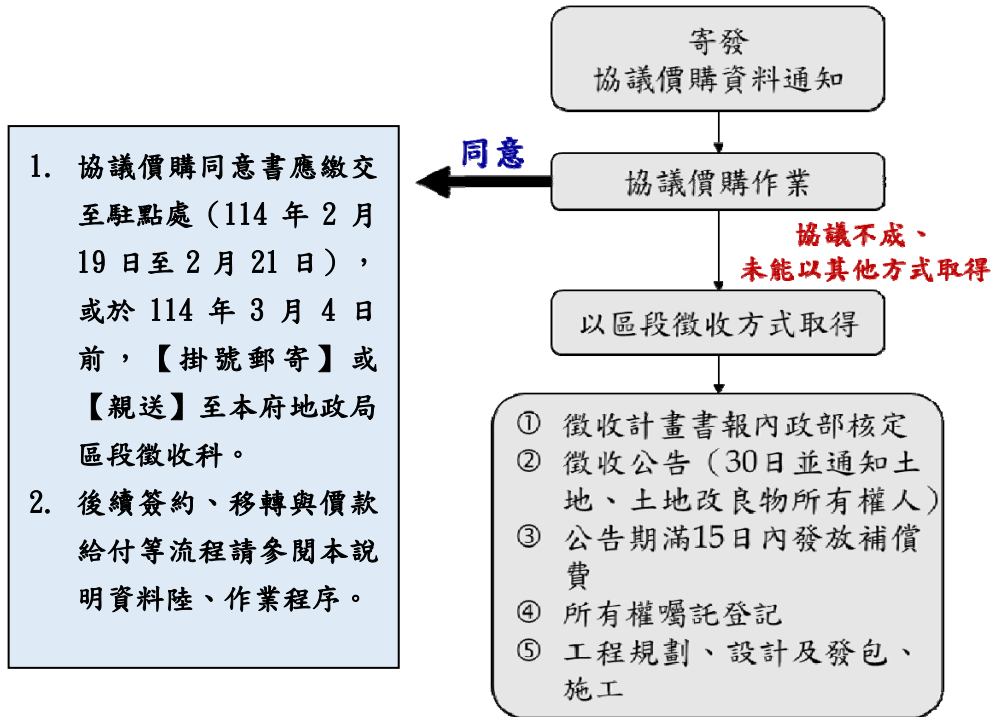 寄發
協議價購資料通知
同意
協議價購作業
協議不成、
未能以其他方式取得
以區段徵收方式取得
① 徵收計畫書報內政部核定
② 徵收公告（30日並通知土
地、土地改良物所有權人）
③ 公告期滿15日內發放補償
費
④ 所有權囑託登記
⑤ 工程規劃、設計及發包、
施工
1. 協議價購同意書應繳交
至駐點處（114 年 2 月
19 日至 2 月 21 日），
或於 114 年 3 月 4 日
前，【掛號郵寄】或
【親送】至本府地政局
區段徵收科。
2. 後續簽約、移轉與價款
給付等流程請參閱本說
明資料陸、作業程序。